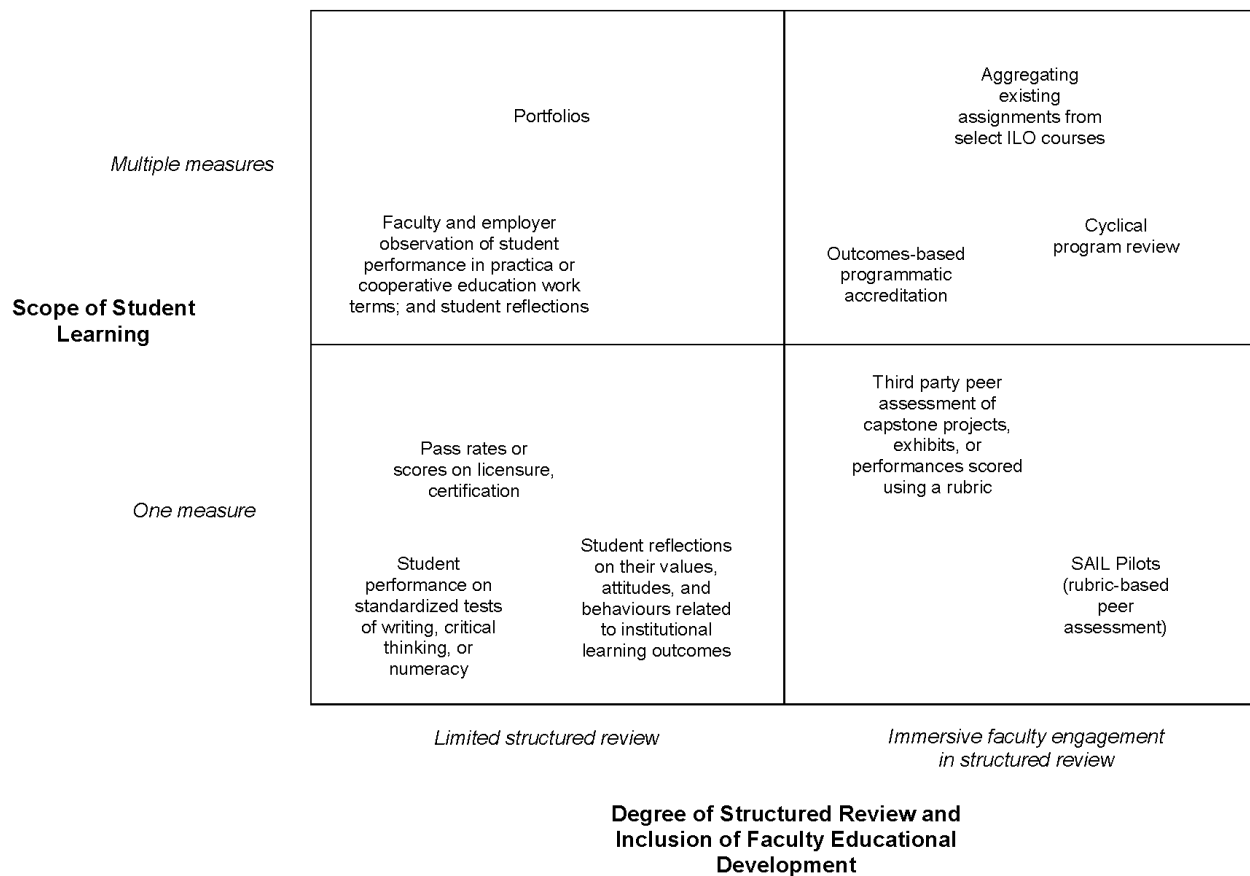 Portfolios
Aggregating
existing
assignments from
select ILO courses
Multiple measures
Faculty and employer
observation of student
performance in practica or
cooperative education work
terms; and student reflections
Outcomes-based
programmatic
accreditation
Cyclical
program review
Scope of Student
Learning
Pass rates or
scores on licensure,
certification
Third party peer
assessment of
capstone projects,
exhibits, or
performances scored
using a rubric
One measure
Student
performance on
standardized tests
of writing, critical
thinking, or
numeracy
Student reflections
on their values,
attitudes, and
behaviours related
to institutional
learning outcomes
SAIL Pilots
(rubric-based
peer
assessment)
Limited structured review
Immersive faculty engagement
in structured review
Degree of Structured Review and
Inclusion of Faculty Educational
Development